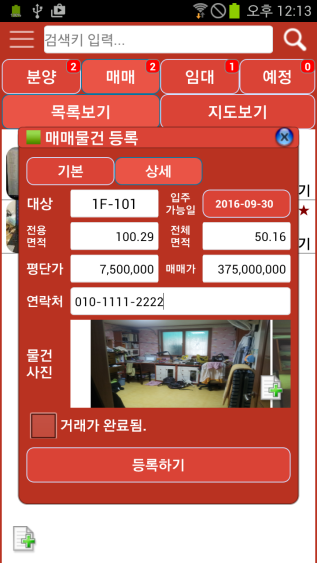 오후 12:13
검색키 입력...
분양 2
매매 2
임대 1
예정 0
목록보기
지도보기
매매물건 등록
기본
상세
대상
1F-101
입주
가능일
2016-09-30
기
전용
면적
100.29
전체
면적
50.16
기
평단가
7,500,000
매매가
375,000,000
연락처
010-1111-2222
물건
사진
거래가 완료됨.
등록하기